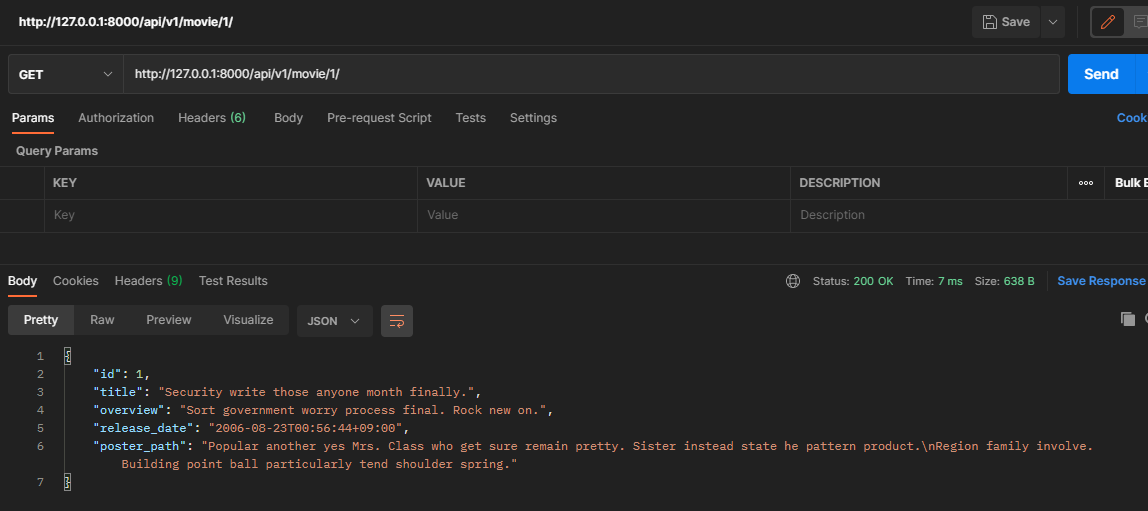 http://127.0.0.1:8000/api/v1/movie/1/
Save
GET
http://127.0.0.1:8000/api/v1/movie/1/
Send
Params Authorization Headers (6) Body Pre-request Script Tests Settings Cook
Query Params
KEY VALUE DESCRIPTION Bulk E
Key Value Description
Body Cookies Headers (9) Test Results Status: 200 OK Time: 7 ms Size: 638 B Save Response
Pretty Raw Preview Visualize JSON
1 {
2 "id": 1,
3 "title": "Security write those anyone month finally.",
4 "overview": "Sort government worry process final. Rock new on.",
5 "release_date": "2006-08-23T00:56:44+09:00",
6 "poster_path": "Popular another yes Mrs. Class who get sure remain pretty. Sister instead state he pattern product.\nRegion family involve.
Building point ball particularly tend shoulder spring."
7 }